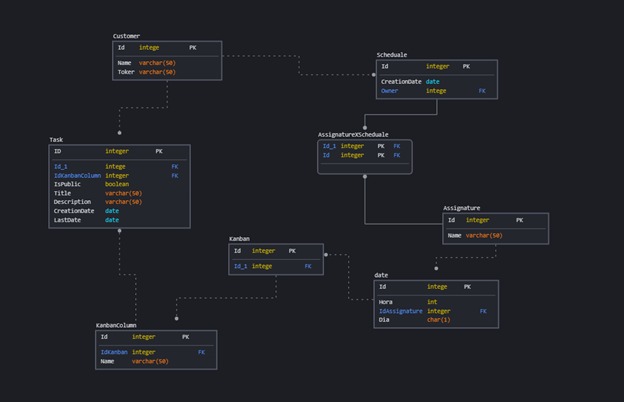 Customer
Id intege PK
Name varchar(50)
Toker varchar(50)
Scheduale
Id integer PK
CreationDate date
Owner intege FK
AssignatureXScheduale
Id_1 integer PK FK
Id integer PK FK
Task
ID integer PK
Id_1 intege FK
IdKanbanColumn integer FK
IsPublic boolean
Title varchar(50)
Description varchar(50)
CreationDate date
LastDate date
Assignature
Id integer PK
Name varchar(50)
Kanban
Id integer PK
Id_1 intege FK
date
Id intege PK
Hora int
IdAssignature integer FK
Dia char(1)
KanbanColumn
Id integer PK
IdKanban integer FK
Name varchar(50)